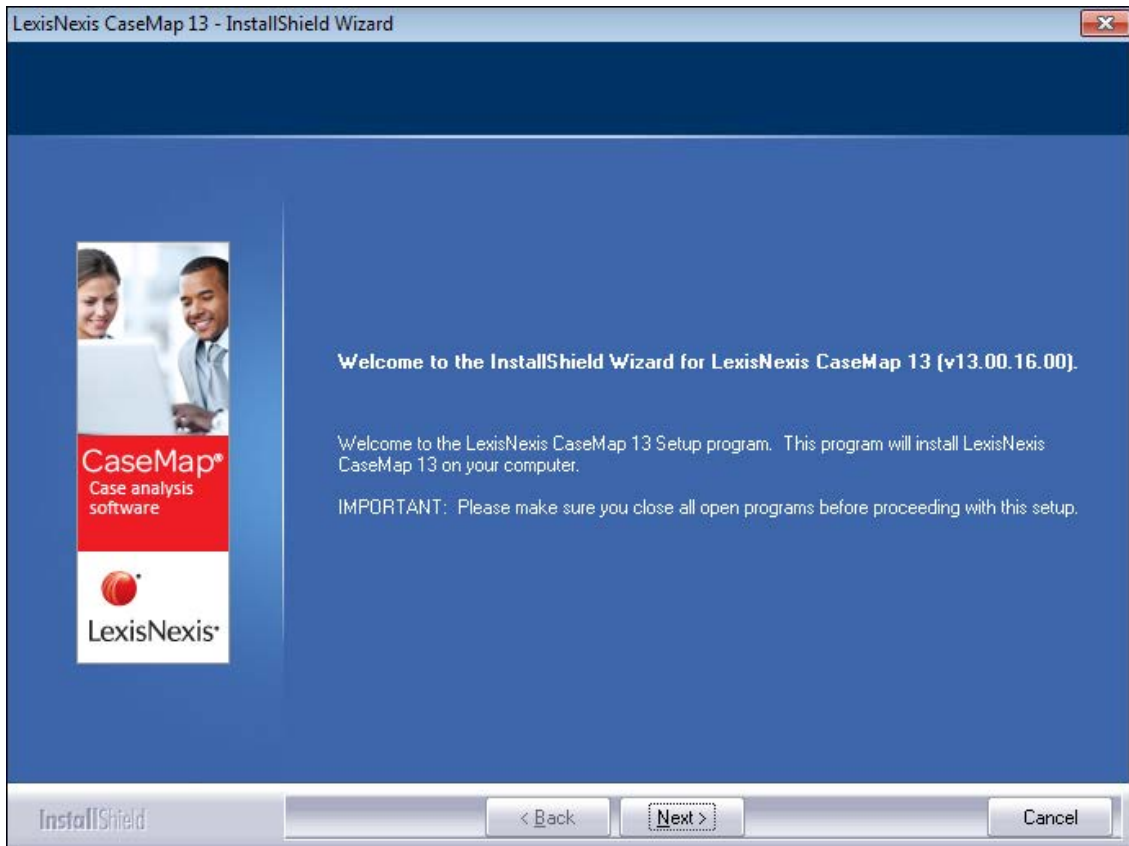 LexisNexis CaseMap 13 - InstallShield Wizard
CaseMap®
Case analysis
software
LexisNexis®
Welcome to the InstallShield Wizard for LexisNexis CaseMap 13 (v13.00.16.00).
Welcome to the LexisNexis CaseMap 13 Setup program. This program will install LexisNexis
CaseMap 13 on your computer.
IMPORTANT: Please make sure you close all open programs before proceeding with this setup.
InstallShield
< Back
Next >
Cancel